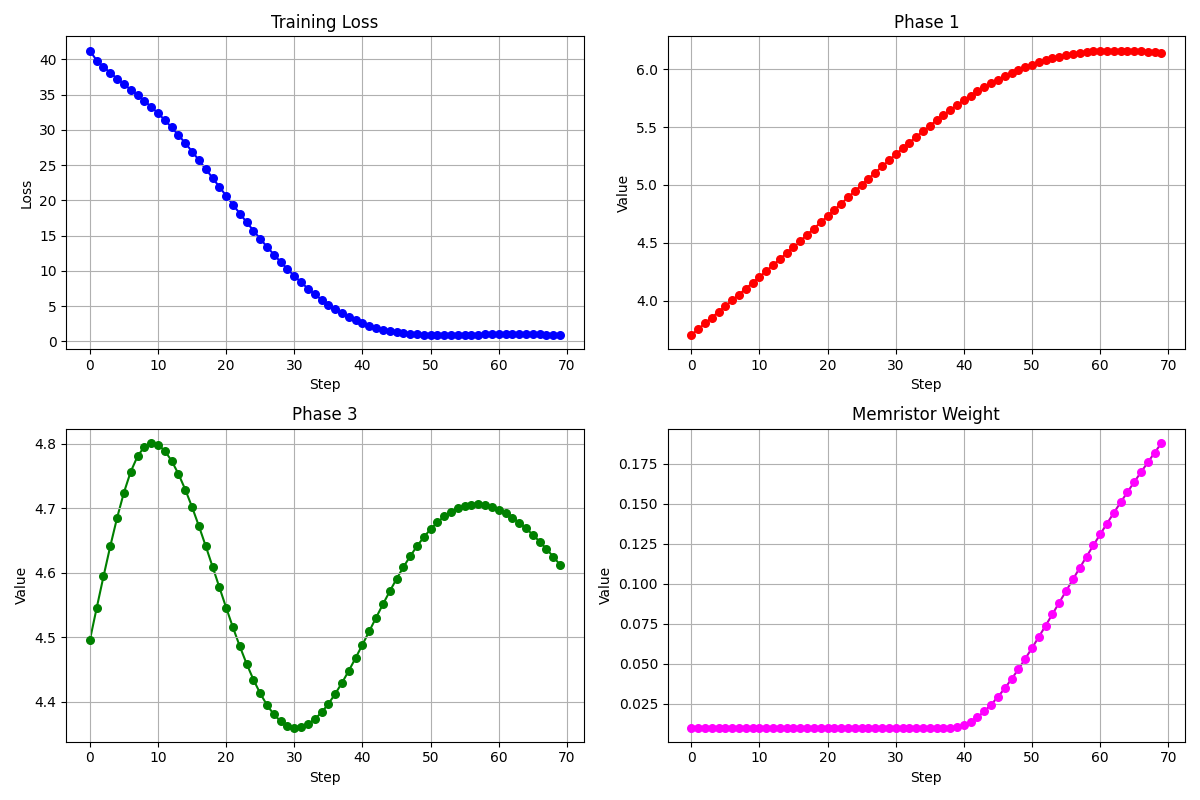 Training Loss
Loss
40
35
30
25
20
15
10
5
0
0 10 20 30 40 50 60 70
Step
Phase 1
Value
6.0
5.5
5.0
4.5
4.0
0 10 20 30 40 50 60 70
Step
Phase 3
Value
4.8
4.7
4.6
4.5
4.4
0 10 20 30 40 50 60 70
Step
Memristor Weight
Value
0.175
0.150
0.125
0.100
0.075
0.050
0.025
0 10 20 30 40 50 60 70
Step